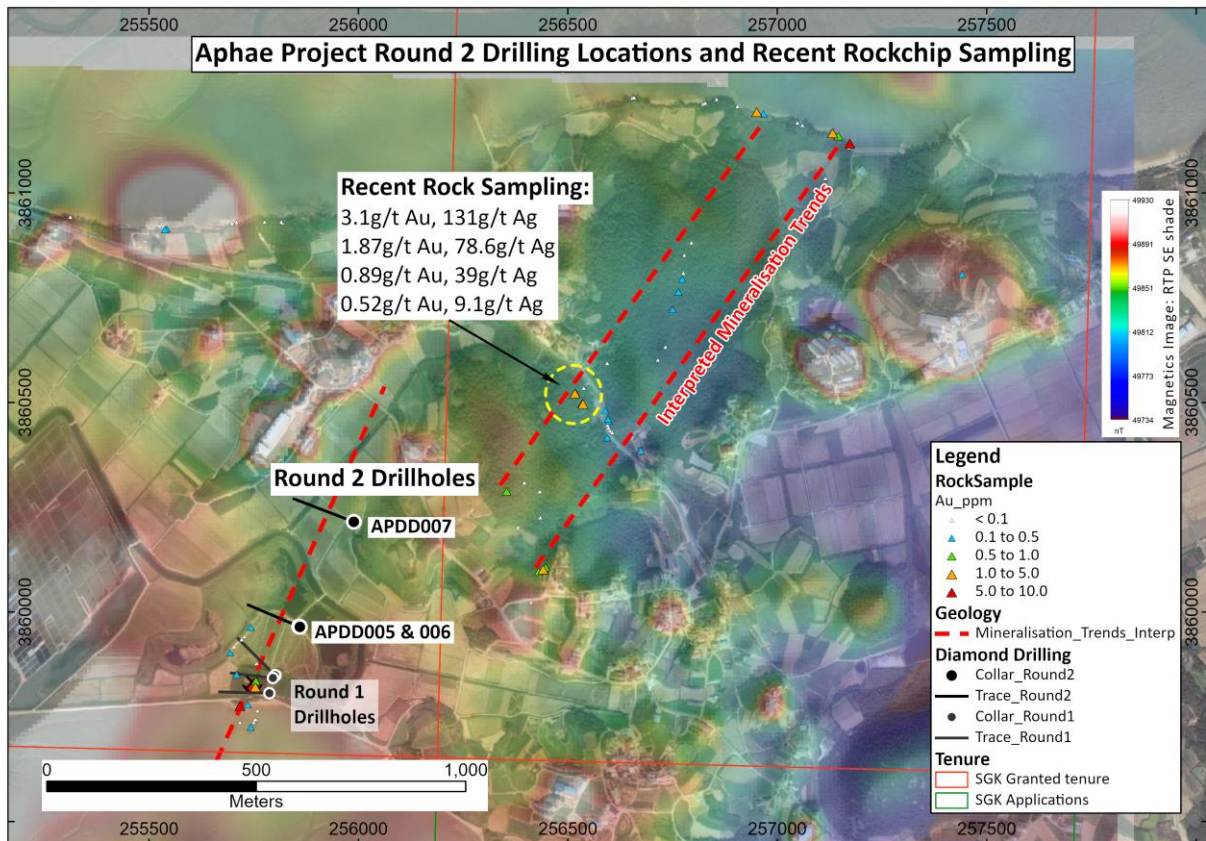 255500 256000 256500 257000 257500
Aphae Project Round 2 Drilling Locations and Recent Rockchip Sampling
3861000
3861000
Recent Rock Sampling:
3.1g/t Au, 131g/t Ag
1.87g/t Au, 78.6g/t Ag
0.89g/t Au, 39g/t Ag
0.52g/t Au, 9.1g/t Ag
Interpreted Mineralisation Trends
49930
49891
49851
49812
49773
49734
nT
Magnetics Image: RTP SE shade
3860500
3860500
Round 2 Drillholes
APDD007
APDD005 & 006
Round 1
Drillholes
3860000
3860000
Legend
RockSample
Au_ppm
< 0.1
0.1 to 0.5
0.5 to 1.0
1.0 to 5.0
5.0 to 10.0
Geology
Mineralisation_Trends_Interp
Diamond Drilling
Collar_Round2
Trace_Round2
Collar_Round1
Trace_Round1
Tenure
SGK Granted tenure
SGK Applications
0 500 1,000
Meters
255500 256000 256500 257000 257500